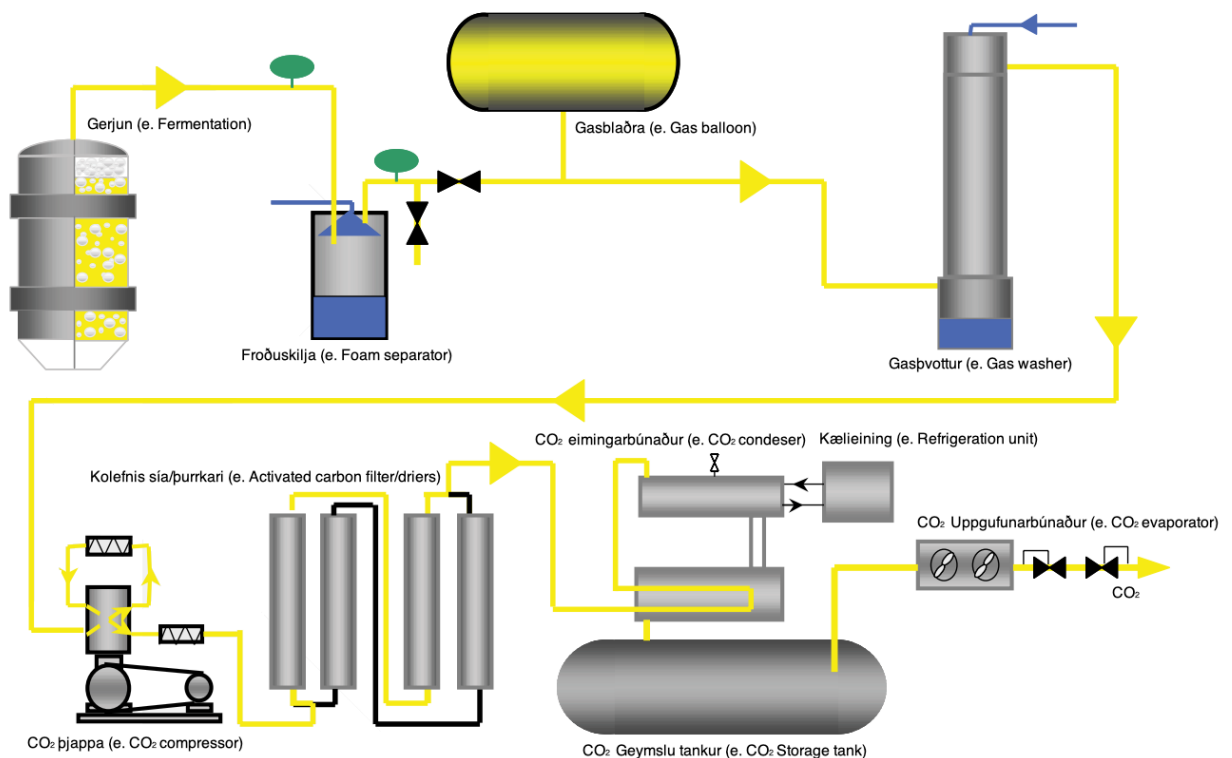 Gerjun (e. Fermentation)
Gasblaðra (e. Gas balloon)
Froðuskilja (e. Foam separator)
Gasþvottur (e. Gas washer)
CO₂ eimingarbúnaður (e. CO₂ condeser)
Kælieining (e. Refrigeration unit)
Kolefnis sía/þurrkari (e. Activated carbon filter/driers)
CO₂ Uppgufunarbúnaður (e. CO₂ evaporator)
CO₂
CO₂ þjappa (e. CO₂ compressor)
CO₂ Geymslu tankur (e. CO₂ Storage tank)